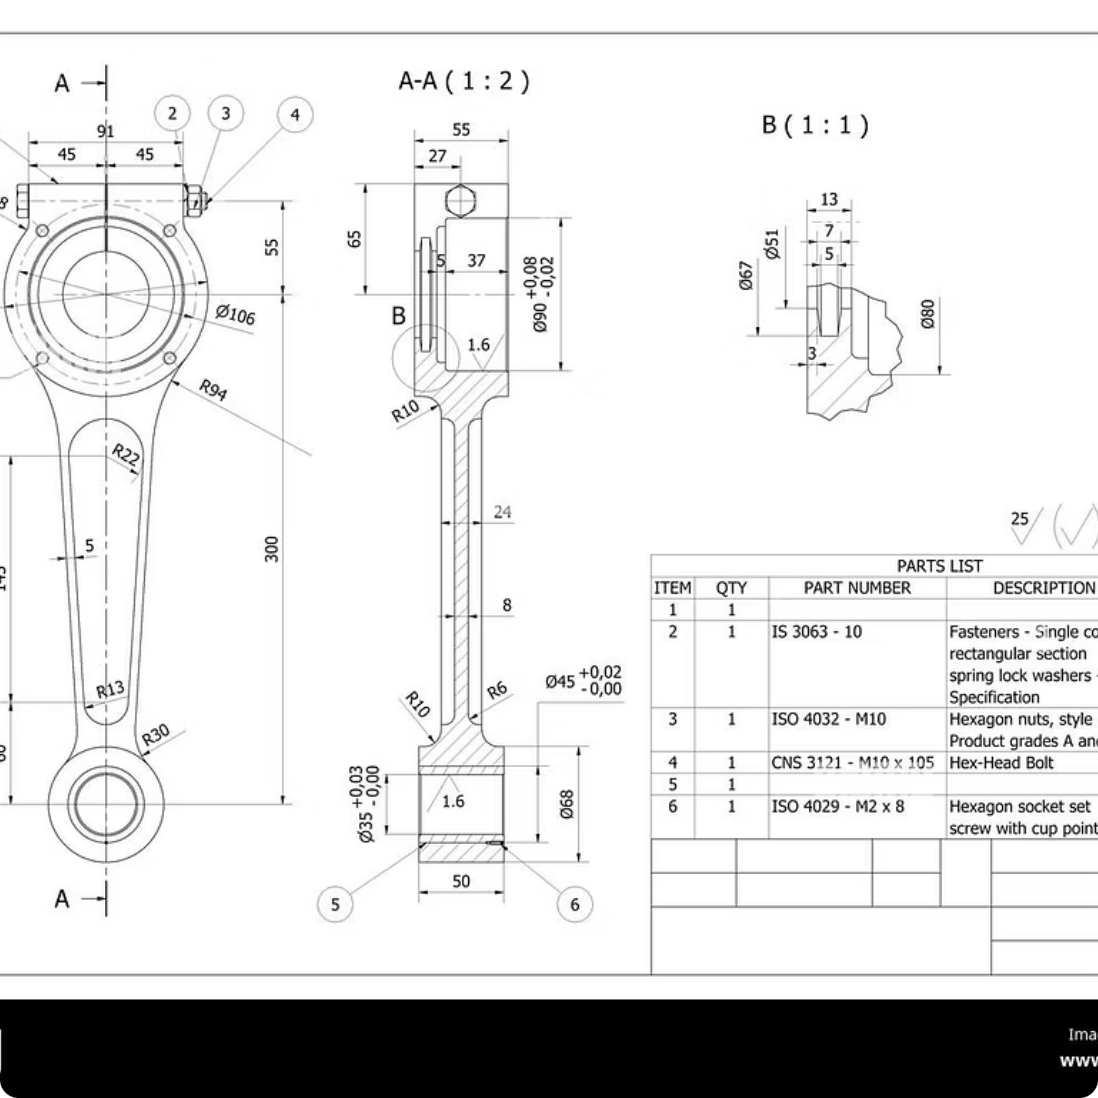 A
A-A ( 1 : 2 )
B ( 1 : 1 )
2
3
4
91
45
45
55
27
13
7
5
8
55
65
5
37
Ø90 +0,08 -0,02
Ø51
Ø67
Ø80
3
Ø106
B
1.6
R94
R10
R22
300
24
5
8
145
R13
R30
60
R10
R6
Ø45 +0,02 -0,00
Ø35 +0,03 -0,00
1.6
Ø68
50
5
6
A
25
PARTS LIST
ITEM QTY PART NUMBER DESCRIPTION
1 1
2 1 IS 3063 - 10 Fasteners - Single co
rectangular section
spring lock washers -
Specification
3 1 ISO 4032 - M10 Hexagon nuts, style
Product grades A an
4 1 CNS 3121 - M10 x 105 Hex-Head Bolt
5 1
6 1 ISO 4029 - M2 x 8 Hexagon socket set
screw with cup point
Ima
www